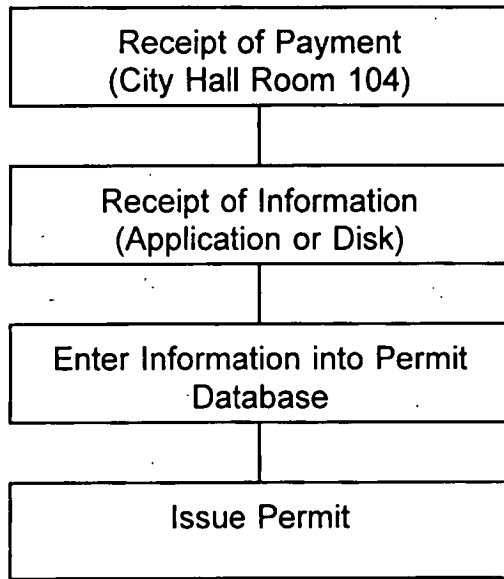 Receipt of Payment
(City Hall Room 104)
Receipt of Information
(Application or Disk)
Enter Information into Permit
Database
Issue Permit